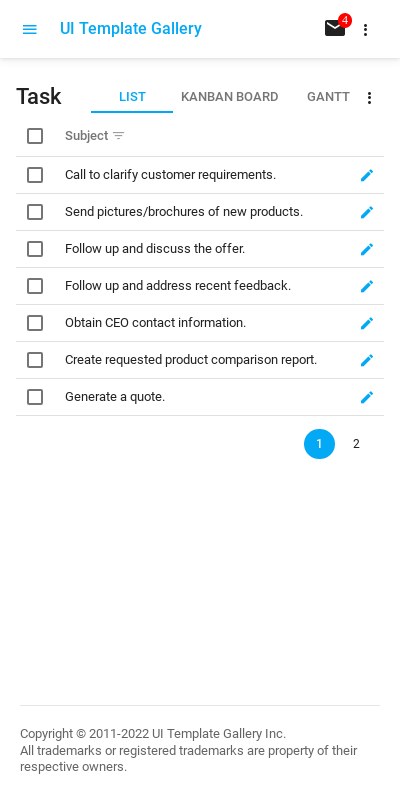 UI Template Gallery
4
Task
LIST
KANBAN BOARD
GANTT
Subject
Call to clarify customer requirements.
Send pictures/brochures of new products.
Follow up and discuss the offer.
Follow up and address recent feedback.
Obtain CEO contact information.
Create requested product comparison report.
Generate a quote.
1 2
Copyright © 2011-2022 UI Template Gallery Inc.
All trademarks or registered trademarks are property of their
respective owners.